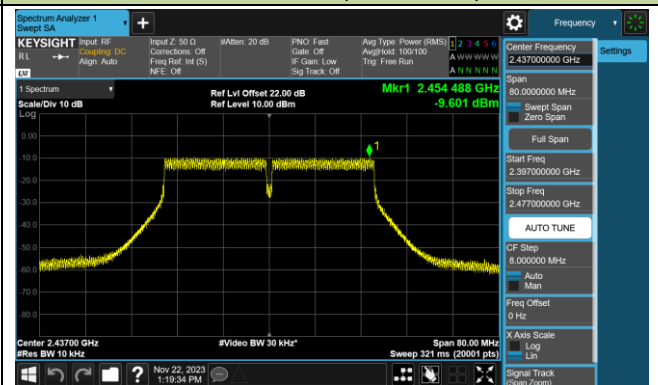 Spectrum Analyzer 1
Swept SA
+
Frequency
KEYSIGHT
RL
LXI
Input: RF
Coupling: DC
Align: Auto
Input Z: 50 Ω
Corrections: Off
Freq Ref: Int (S)
NFE: Off
#Atten: 20 dB
PNO: Fast
Gate: Off
IF Gain: Low
Sig Track: Off
Avg Type: Power (RMS)
Avg|Hold: 100/100
Trig: Free Run
1 2 3 4 5 6
A W W W W W
A N N N N N
1 Spectrum
Scale/Div 10 dB
Log
Ref Lvl Offset 22.00 dB
Ref Level 10.00 dBm
Mkr1 2.454 488 GHz
-9.601 dBm
1
0.00
-10.0
-20.0
-30.0
-40.0
-50.0
-60.0
-70.0
-80.0
Center 2.43700 GHz
#Res BW 10 kHz
#Video BW 30 kHz*
Span 80.00 MHz
Sweep 321 ms (20001 pts)
?
Nov 22, 2023
1:19:34 PM
Center Frequency
2.437000000 GHz
Settings
Span
80.0000000 MHz
Swept Span
Zero Span
Full Span
Start Freq
2.397000000 GHz
Stop Freq
2.477000000 GHz
AUTO TUNE
CF Step
8.000000 MHz
Auto
Man
Freq Offset
0 Hz
X Axis Scale
Log
Lin
Signal Track
(Span Zoom)